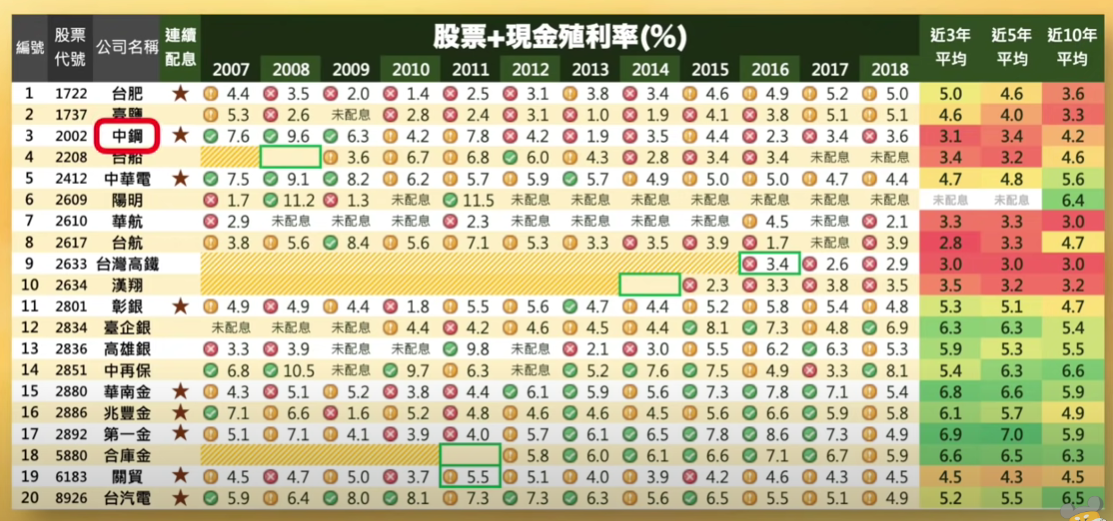 編號 股票代號 公司名稱 連續配息 股票+現金殖利率(%) 近3年平均 近5年平均 近10年平均
2007 2008 2009 2010 2011 2012 2013 2014 2015 2016 2017 2018
1 1722 台肥 ★ 4.4 3.5 2.0 1.4 2.5 3.1 3.8 3.4 4.6 4.9 5.2 5.0 5.0 4.6 3.6
2 1737 臺鹽 5.3 2.6 未配息 2.8 2.4 3.1 1.0 1.9 4.1 3.8 5.1 5.1 4.6 4.0 3.3
3 2002 中鋼 ★ 7.6 9.6 6.3 4.2 7.8 4.2 1.9 3.5 4.4 2.3 3.4 3.6 3.1 3.4 4.2
4 2208 台船 3.6 6.7 6.8 6.0 4.3 2.8 3.4 3.4 未配息 未配息 3.4 3.2 4.6
5 2412 中華電 ★ 7.5 9.1 8.2 6.2 5.7 5.9 5.7 4.9 5.0 5.0 4.7 4.4 4.7 4.8 5.6
6 2609 陽明 1.7 11.2 1.3 未配息 11.5 未配息 未配息 未配息 未配息 未配息 未配息 未配息 未配息 未配息 6.4
7 2610 華航 2.9 未配息 未配息 未配息 2.3 未配息 未配息 未配息 未配息 4.5 未配息 2.1 3.3 3.3 3.0
8 2617 台航 3.8 5.6 8.4 5.6 7.1 5.3 3.3 3.5 3.9 1.7 未配息 3.9 2.8 3.3 4.7
9 2633 台灣高鐵 3.4 2.6 2.9 3.0 3.0 3.0
10 2634 漢翔 2.3 3.3 3.8 3.5 3.5 3.2 3.2
11 2801 彰銀 ★ 4.9 4.9 4.4 1.8 5.5 5.6 4.7 4.4 5.2 5.8 5.4 4.8 5.3 5.1 4.7
12 2834 臺企銀 未配息 未配息 未配息 4.4 4.2 4.6 4.5 4.4 8.1 7.3 4.8 6.9 6.3 6.3 5.4
13 2836 高雄銀 3.3 3.9 未配息 未配息 9.8 未配息 2.1 3.0 5.5 6.2 6.3 5.3 5.9 5.3 5.5
14 2851 中再保 6.8 10.5 未配息 9.7 6.3 未配息 5.2 7.6 7.5 4.9 3.3 8.1 5.4 6.3 6.6
15 2880 華南金 ★ 4.3 5.9 5.2 3.8 4.4 6.1 5.9 5.6 7.3 7.8 7.1 5.4 6.8 6.6 5.9
16 2886 兆豐金 ★ 7.1 6.6 1.6 5.2 4.8 4.6 4.6 4.5 5.6 6.6 5.9 5.8 6.1 5.7 4.9
17 2892 第一金 ★ 5.1 7.1 4.1 3.9 4.0 5.7 6.1 6.5 7.8 8.6 7.3 4.9 6.9 7.0 5.9
18 5880 合庫金 5.8 6.0 6.1 6.6 7.1 6.7 4.9 6.6 6.5 6.3
19 6183 關貿 ★ 4.5 4.7 5.0 3.7 5.5 5.1 4.0 3.9 4.2 4.6 4.5 4.5 4.5 4.3 4.5
20 8926 台汽電 ★ 5.9 6.4 8.0 8.1 7.3 7.3 6.3 5.6 6.5 5.5 5.1 4.9 5.2 5.5 6.5